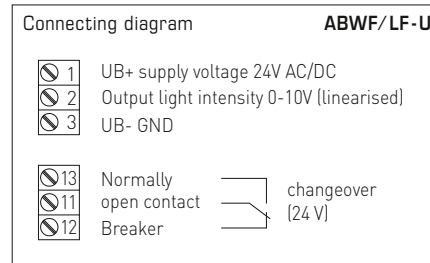 Connecting diagram ABWF/LF-U
1 UB+ supply voltage 24V AC/DC
2 Output light intensity 0-10V (linearised)
3 UB- GND
13 Normally
11 open contact
12 Breaker
changeover
(24 V)